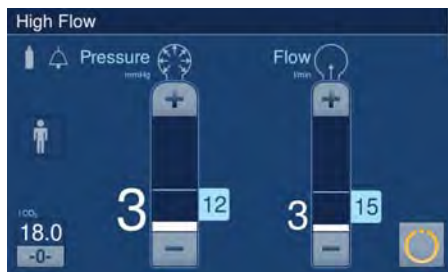 High Flow
Pressure
mmHg
Flow
l/min
+
+
3
12
3
15
l CO₂
18.0
-0-
−
−